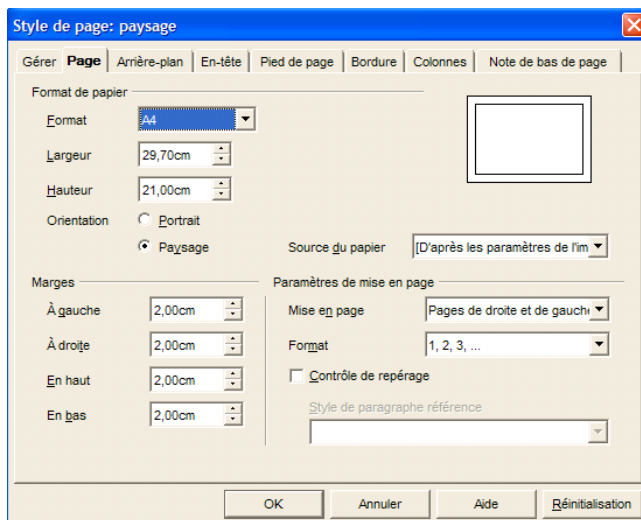 Style de page: paysage
Gérer Page Arrière-plan En-tête Pied de page Bordure Colonnes Note de bas de page
Format de papier
Format A4
Largeur 29,70cm
Hauteur 21,00cm
Orientation Portrait
Paysage Source du papier [D'après les paramètres de l'im
Marges Paramètres de mise en page
À gauche 2,00cm Mise en page Pages de droite et de gauch
À droite 2,00cm Format 1, 2, 3, ...
En haut 2,00cm Contrôle de repérage
En bas 2,00cm Style de paragraphe référence
OK Annuler Aide Réinitialisation